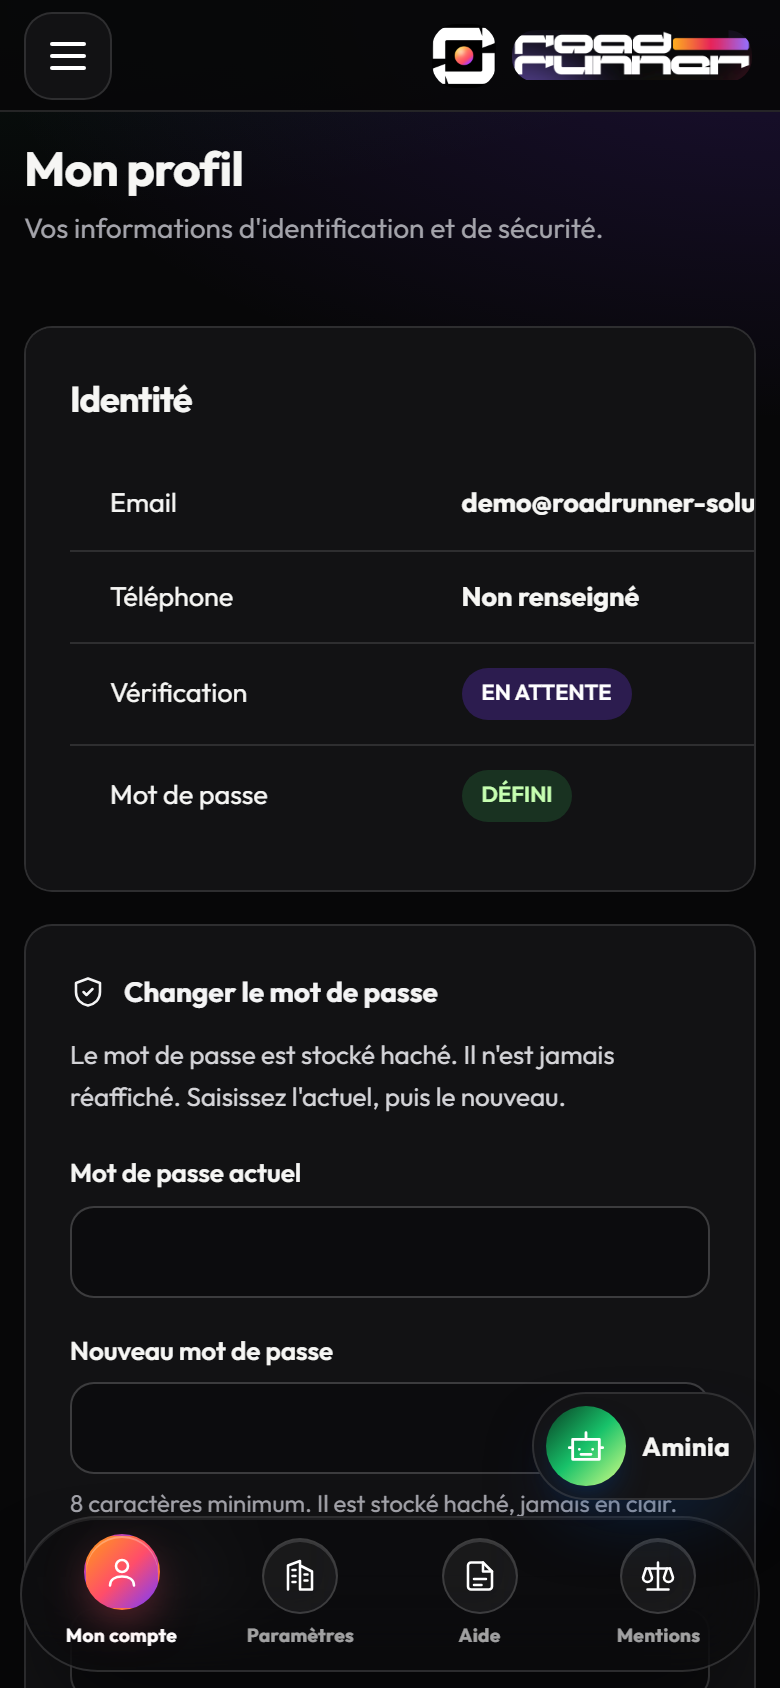 road
runner
Mon profil
Vos informations d'identification et de sécurité.
Identité
Email demo@roadrunner-solu
Téléphone Non renseigné
Vérification EN ATTENTE
Mot de passe DÉFINI
Changer le mot de passe
Le mot de passe est stocké haché. Il n'est jamais
réaffiché. Saisissez l'actuel, puis le nouveau.
Mot de passe actuel
Nouveau mot de passe
Aminia
8 caractères minimum. Il est stocké haché, jamais en clair.
Mon compte Paramètres Aide Mentions